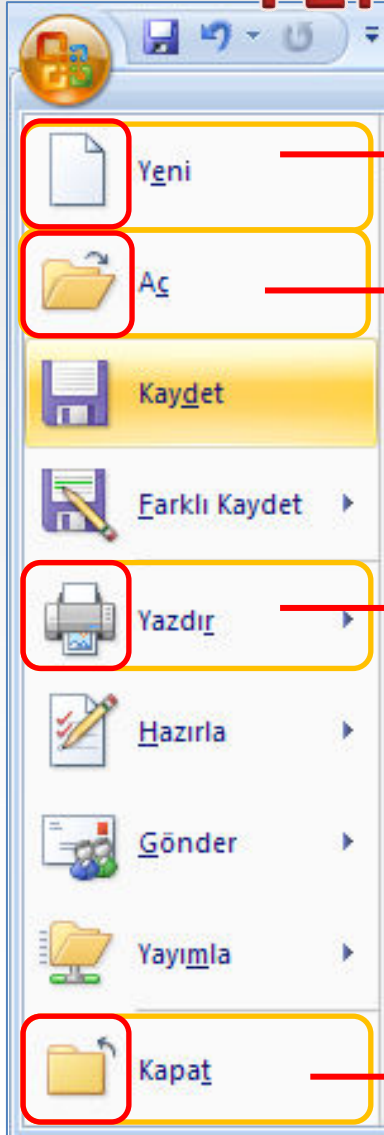 Yeni
Aç
Kaydet
Farklı Kaydet
Yazdır
Hazırla
Gönder
Yayımla
Kapat